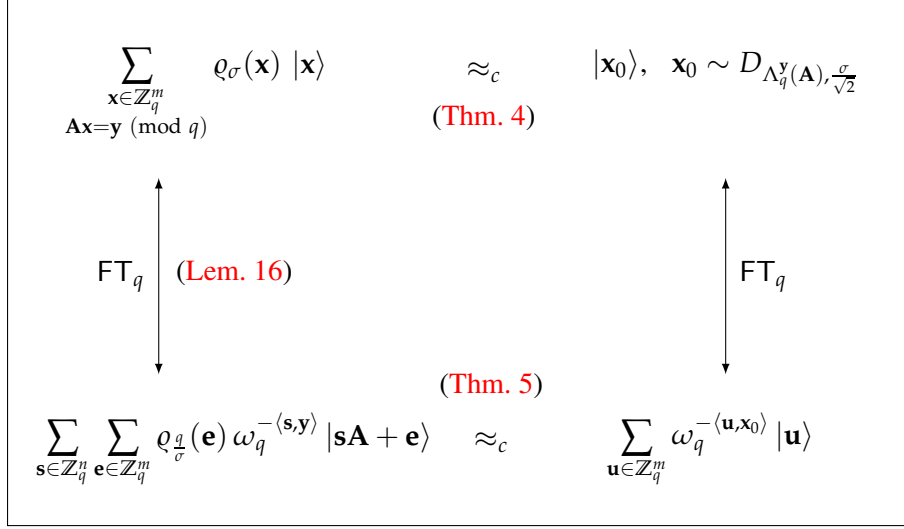 ∑_{𝐱∈ℤ_q^m, 𝐀𝐱=𝐲 (mod q)} ϱ_σ(𝐱) |𝐱⟩ ≈_c |𝐱_0⟩, 𝐱_0 ∼ D_{Λ_q^𝐲(𝐀), σ/√2}
(Thm. 4)
FT_q (Lem. 16) FT_q
(Thm. 5)
∑_{𝐬∈ℤ_q^n} ∑_{𝐞∈ℤ_q^m} ϱ_{q/σ}(𝐞) ω_q^{-⟨𝐬,𝐲⟩} |𝐬𝐀 + 𝐞⟩ ≈_c ∑_{𝐮∈ℤ_q^m} ω_q^{-⟨𝐮,𝐱_0⟩} |𝐮⟩